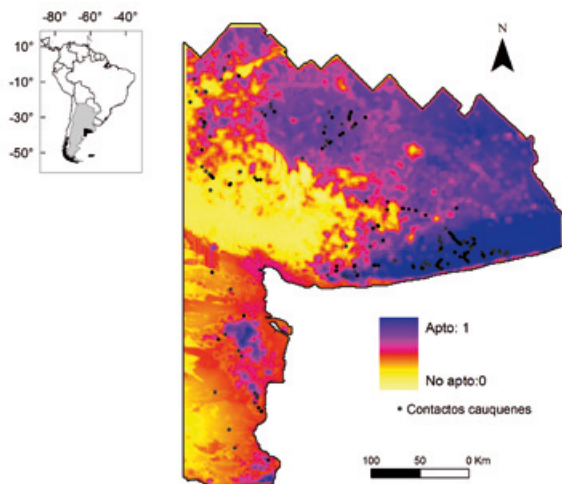 -80° -60° -40°
10°
-10°
-30°
-50°
N
Apto: 1
No apto:0
• Contactos cauquenes
100 50 0 Km